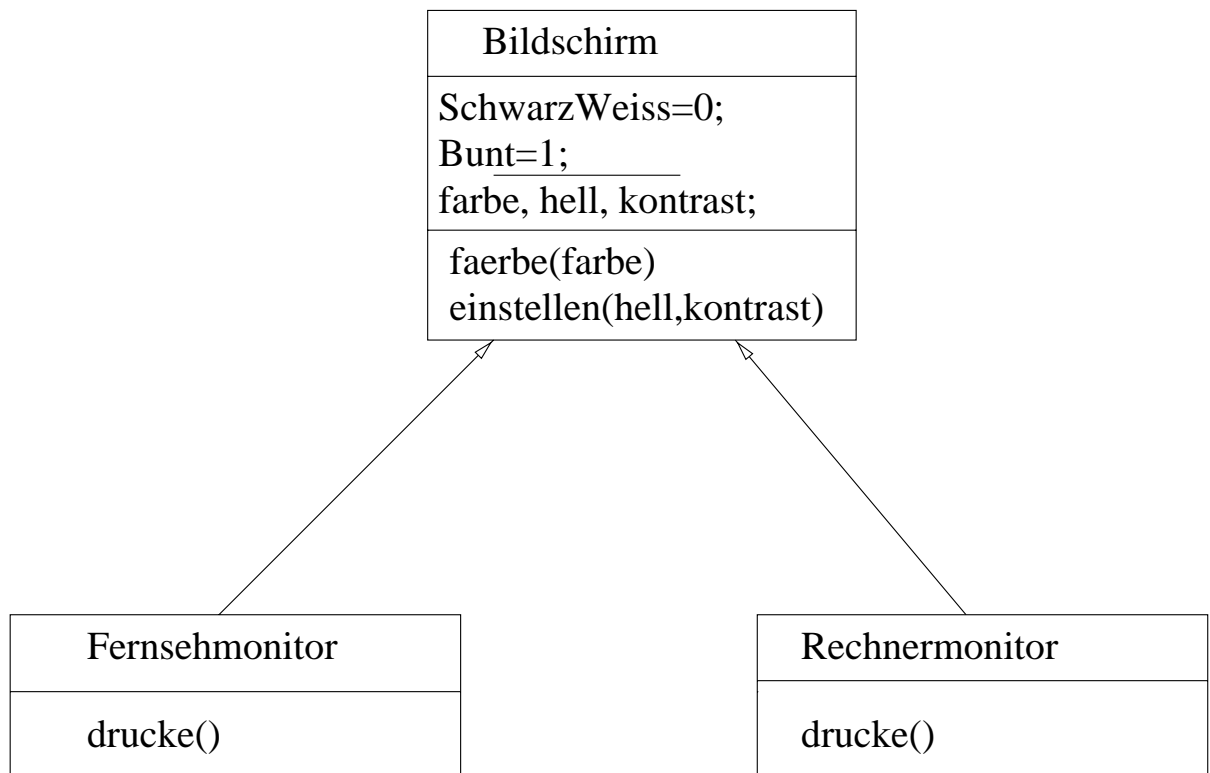 Bildschirm
SchwarzWeiss=0;
Bunt=1;
farbe, hell, kontrast;
faerbe(farbe)
einstellen(hell,kontrast)
Fernsehmonitor
drucke()
Rechnermonitor
drucke()